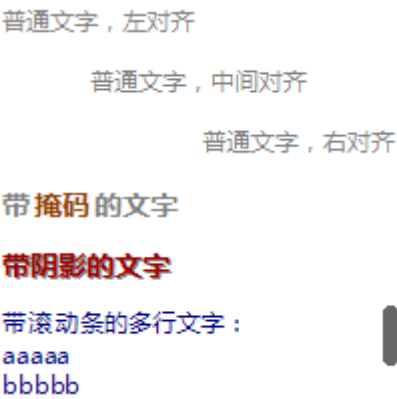 普通文字，左对齐
普通文字，中间对齐
普通文字，右对齐
带掩码的文字
带阴影的文字
带滚动条的多行文字：
aaaaa
bbbbb